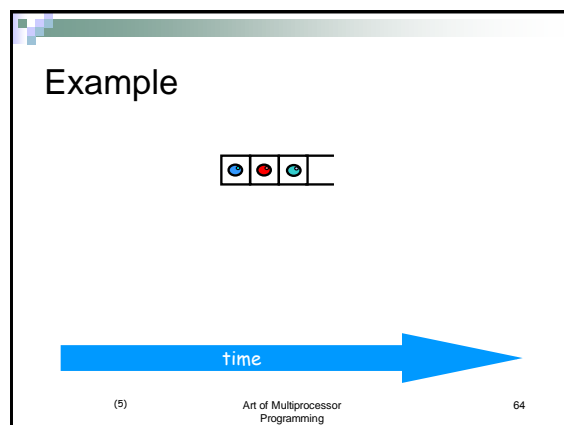 Example
time
(5)
Art of Multiprocessor
Programming
64